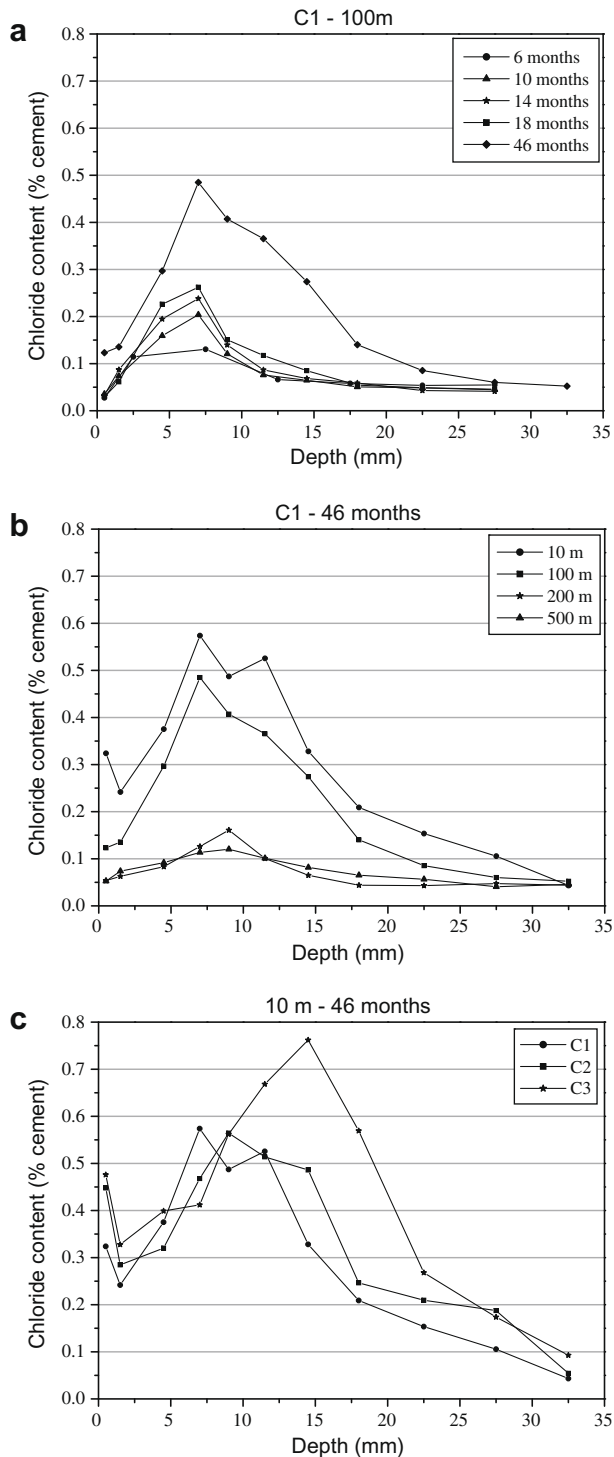 a
C1 - 100m
0.8
0.7
0.6
0.5
0.4
0.3
0.2
0.1
0.0
Chloride content (% cement)
6 months
10 months
14 months
18 months
46 months
0 5 10 15 20 25 30 35
Depth (mm)
b
C1 - 46 months
0.8
0.7
0.6
0.5
0.4
0.3
0.2
0.1
0.0
Chloride content (% cement)
10 m
100 m
200 m
500 m
0 5 10 15 20 25 30 35
Depth (mm)
c
10 m - 46 months
0.8
0.7
0.6
0.5
0.4
0.3
0.2
0.1
0.0
Chloride content (% cement)
C1
C2
C3
0 5 10 15 20 25 30 35
Depth (mm)